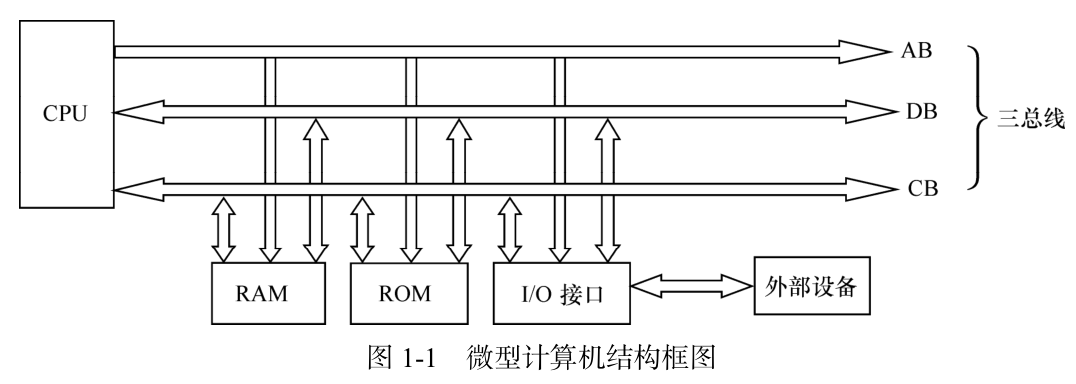 CPU
AB
DB
三总线
CB
RAM
ROM
I/O 接口
外部设备
图 1-1 微型计算机结构框图